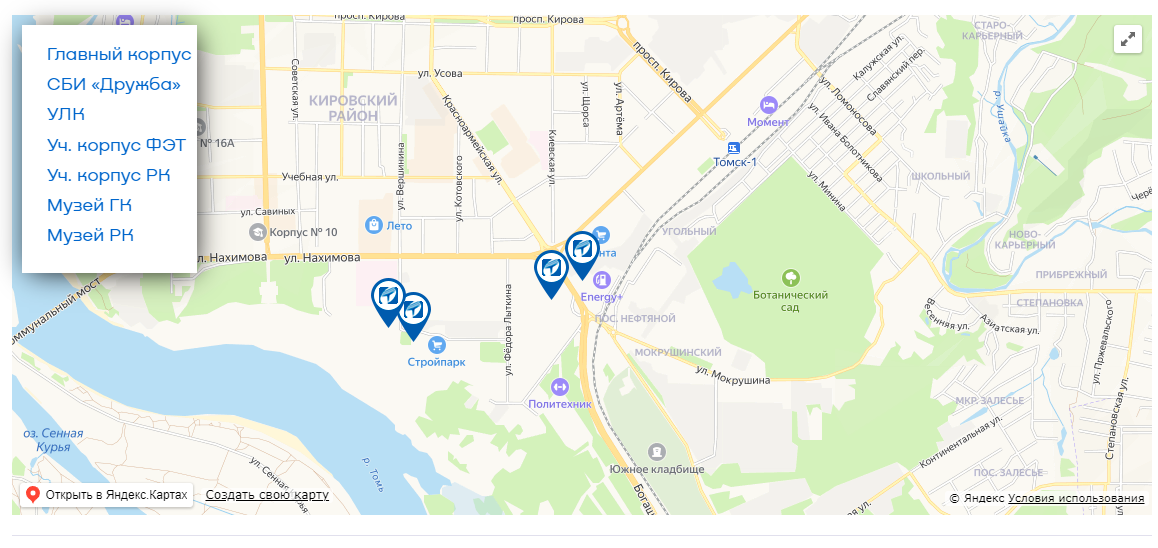 Главный корпус
СБИ «Дружба»
УЛК
Уч. корпус ФЭТ
Уч. корпус РК
Музей ГК
Музей РК
просп. Кирова
просп. Кирова
просп. Кирова
СТАРО-
КАРЬЕРНЫЙ
Советская ул.
ул. Усова
КИРОВСКИЙ
РАЙОН
Красноармейская ул.
ул. Щорса
ул. Артёма
Момент
Калужская ул.
Славянский пер.
ул. Ломоносова
р. Ушайка
№ 16А
Киевская ул.
Томск-1
ул. Ивана Болотникова
ул. Минина
ШКОЛЬНЫЙ
Учебная ул.
ул. Вершинина
ул. Котовского
ул. Савиных
Корпус № 10
Лето
УГОЛЬНЫЙ
НОВО-
КАРЬЕРНЫЙ
ул. Нахимова
ул. Нахимова
нта
ПРИБРЕЖНЫЙ
Energy+
Ботанический
сад
СТЕПАНОВКА
Весенняя ул.
Азиатская ул.
ул. Пржевальского
ул. Фёдора Лыткина
ПОС. НЕФТЯНОЙ
МОКРУШИНСКИЙ
Стройпарк
ул. Мокрушина
Политехник
МКР. ЗАЛЕСЬЕ
Степановская ул.
Континентальная ул.
оз. Сенная
Курья
р. Томь
Южное кладбище
ПОС. ЗАЛЕСЬЕ
Открыть в Яндекс.Картах
Создать свою карту
© Яндекс Условия использования